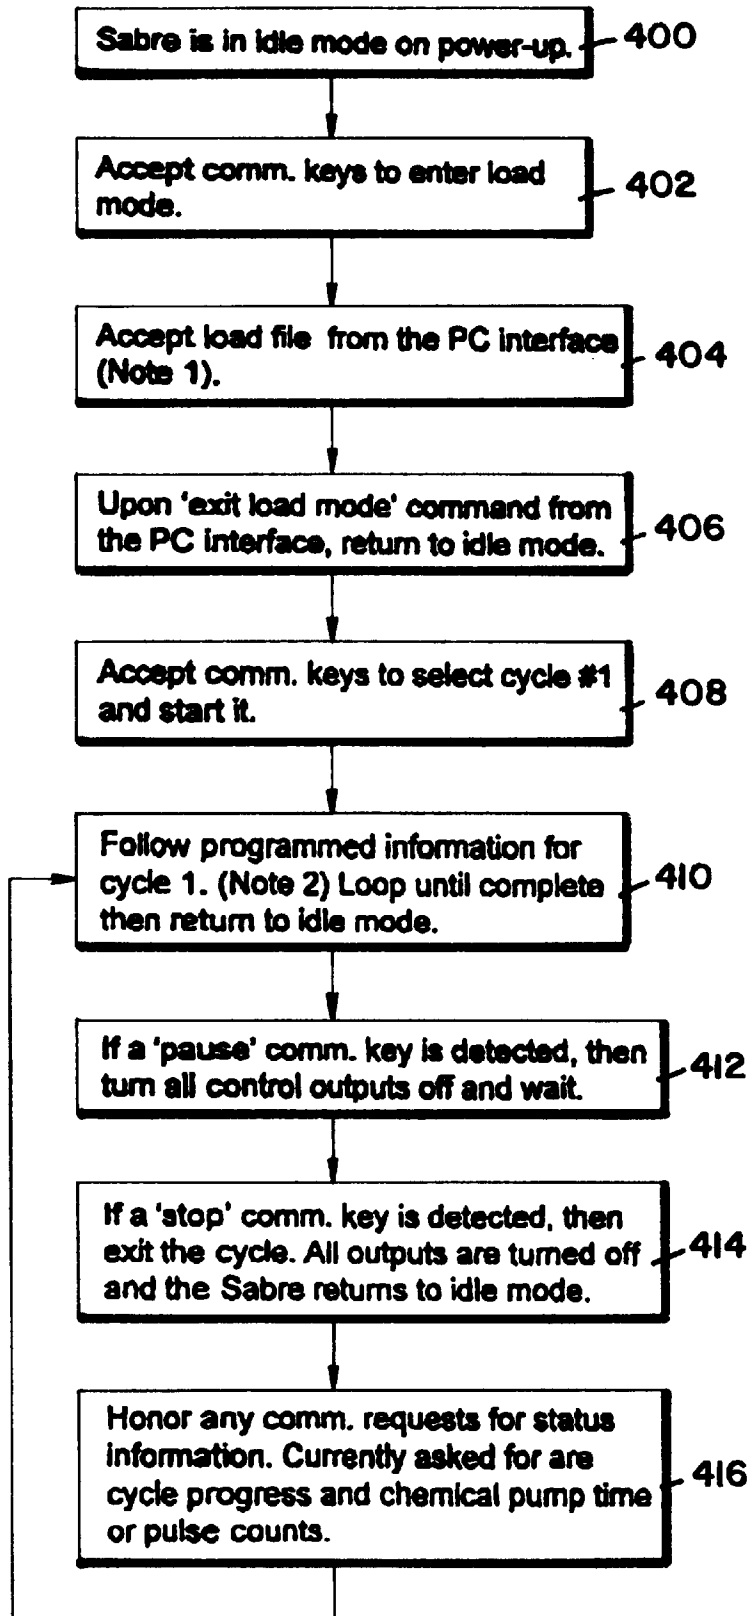 Sabre is in idle mode on power-up. 400
Accept comm. keys to enter load
mode.
402
Accept load file from the PC interface
(Note 1).
404
Upon 'exit load mode' command from
the PC interface, return to idle mode.
406
Accept comm. keys to select cycle #1
and start it.
408
Follow programmed information for
cycle 1. (Note 2) Loop until complete
then return to idle mode.
410
If a 'pause' comm. key is detected, then
turn all control outputs off and wait.
412
If a 'stop' comm. key is detected, then
exit the cycle. All outputs are turned off
and the Sabre returns to idle mode.
414
Honor any comm. requests for status
information. Currently asked for are
cycle progress and chemical pump time
or pulse counts.
416